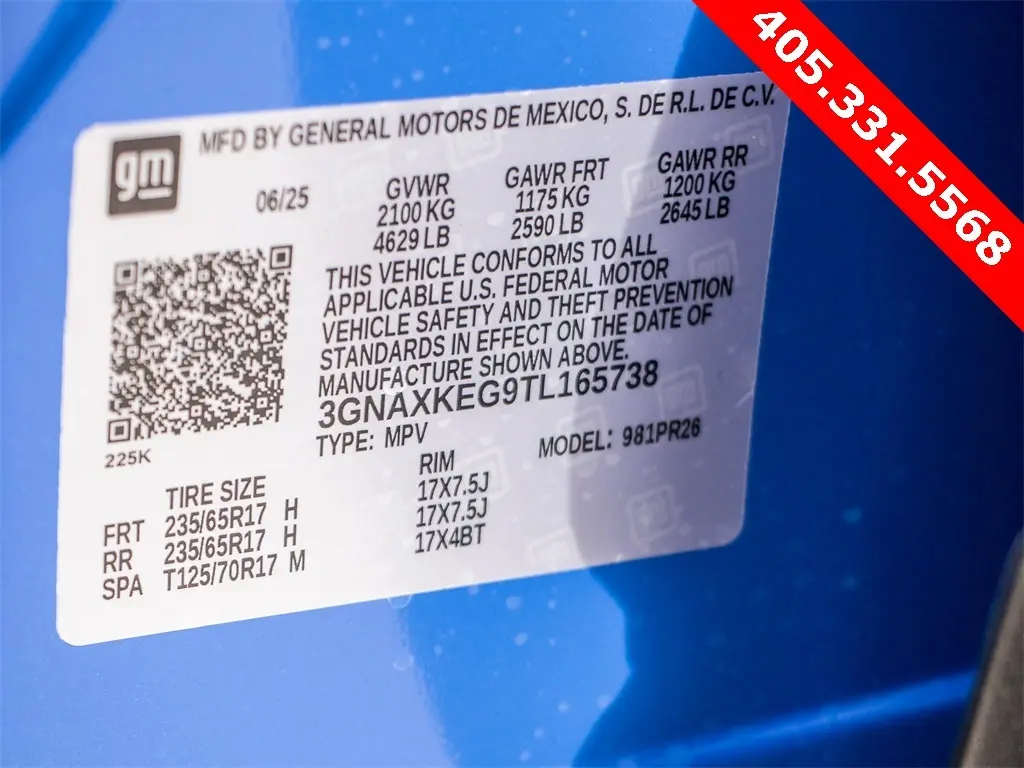 405.331.5568
gm
MFD BY GENERAL MOTORS DE MEXICO, S. DE R.L. DE C.V.
06/25 GVWR GAWR FRT GAWR RR
2100 KG 1175 KG 1200 KG
4629 LB 2590 LB 2645 LB
THIS VEHICLE CONFORMS TO ALL
APPLICABLE U.S. FEDERAL MOTOR
VEHICLE SAFETY AND THEFT PREVENTION
STANDARDS IN EFFECT ON THE DATE OF
MANUFACTURE SHOWN ABOVE.
3GNAXKEG9TL165738
225K TYPE: MPV MODEL: 981PR26
TIRE SIZE RIM
FRT 235/65R17 H 17X7.5J
RR 235/65R17 H 17X7.5J
SPA T125/70R17 M 17X4BT